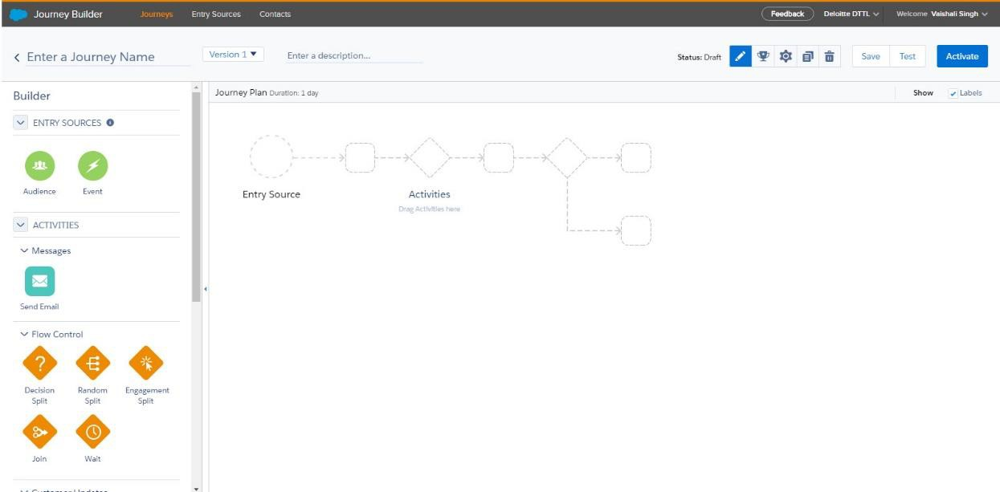 Journey Builder
Journeys
Entry Sources
Contacts
Feedback
Deloitte DTTL
Welcome Vaishali Singh
Enter a Journey Name
Version 1
Enter a description...
Status: Draft
Save
Test
Activate
Builder
ENTRY SOURCES
Audience
Event
ACTIVITIES
Messages
Send Email
Flow Control
Decision
Split
Random
Split
Engagement
Split
Join
Wait
Customer Updates
Journey Plan Duration: 1 day
Show
Labels
Entry Source
Activities
Drag Activities here